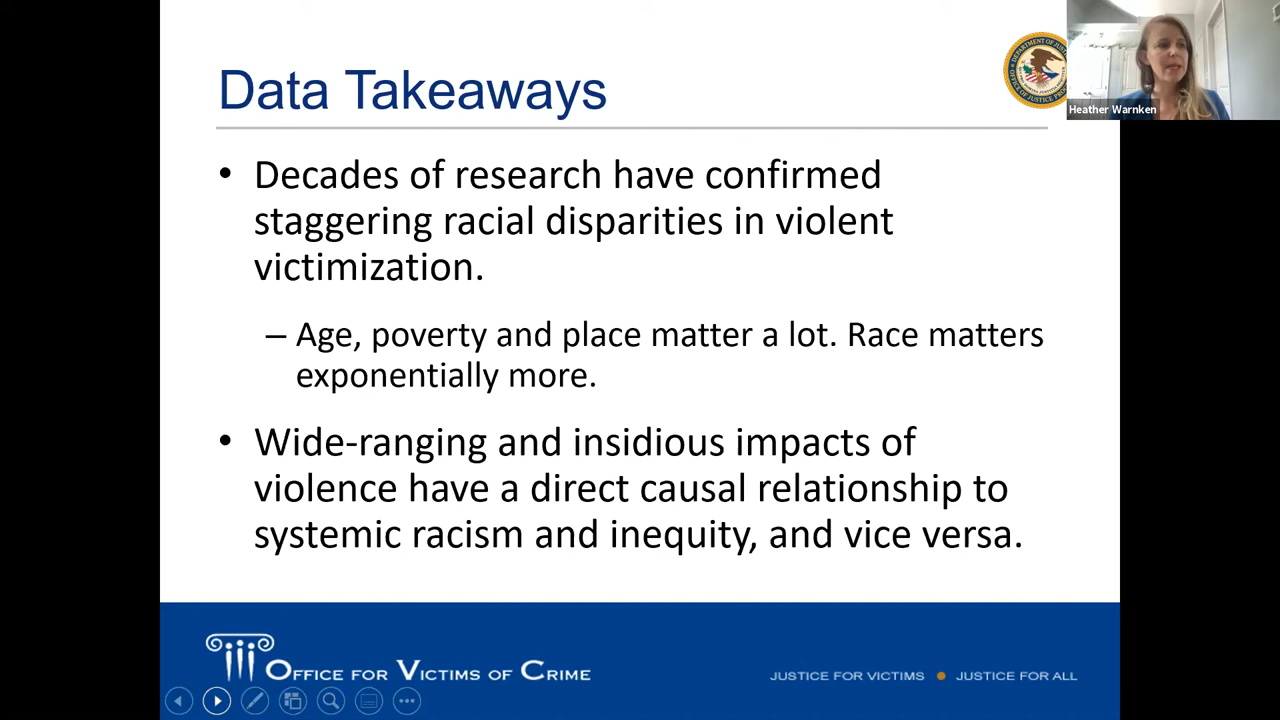 Data Takeaways
Heather Warnken
• Decades of research have confirmed
staggering racial disparities in violent
victimization.
– Age, poverty and place matter a lot. Race matters
exponentially more.
• Wide-ranging and insidious impacts of
violence have a direct causal relationship to
systemic racism and inequity, and vice versa.
OFFICE FOR VICTIMS OF CRIME
JUSTICE FOR VICTIMS • JUSTICE FOR ALL